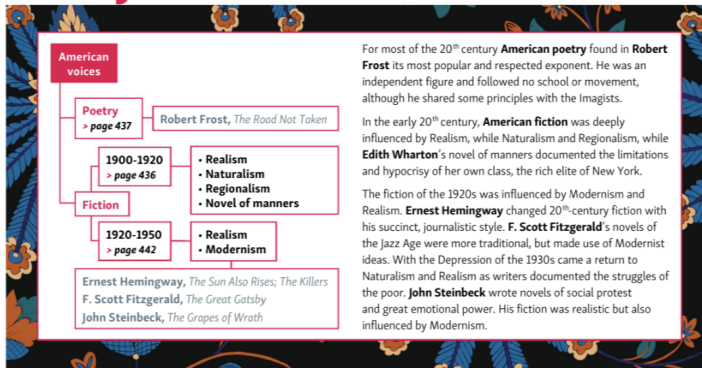 American
voices
Poetry
> page 437
Robert Frost, The Road Not Taken
1900-1920
> page 436
• Realism
• Naturalism
• Regionalism
• Novel of manners
Fiction
1920-1950
> page 442
• Realism
• Modernism
Ernest Hemingway, The Sun Also Rises; The Killers
F. Scott Fitzgerald, The Great Gatsby
John Steinbeck, The Grapes of Wrath
For most of the 20th century American poetry found in Robert
Frost its most popular and respected exponent. He was an
independent figure and followed no school or movement,
although he shared some principles with the Imagists.
In the early 20th century, American fiction was deeply
influenced by Realism, while Naturalism and Regionalism, while
Edith Wharton's novel of manners documented the limitations
and hypocrisy of her own class, the rich elite of New York.
The fiction of the 1920s was influenced by Modernism and
Realism. Ernest Hemingway changed 20th-century fiction with
his succinct, journalistic style. F. Scott Fitzgerald's novels of
the Jazz Age were more traditional, but made use of Modernist
ideas. With the Depression of the 1930s came a return to
Naturalism and Realism as writers documented the struggles of
the poor. John Steinbeck wrote novels of social protest
and great emotional power. His fiction was realistic but also
influenced by Modernism.